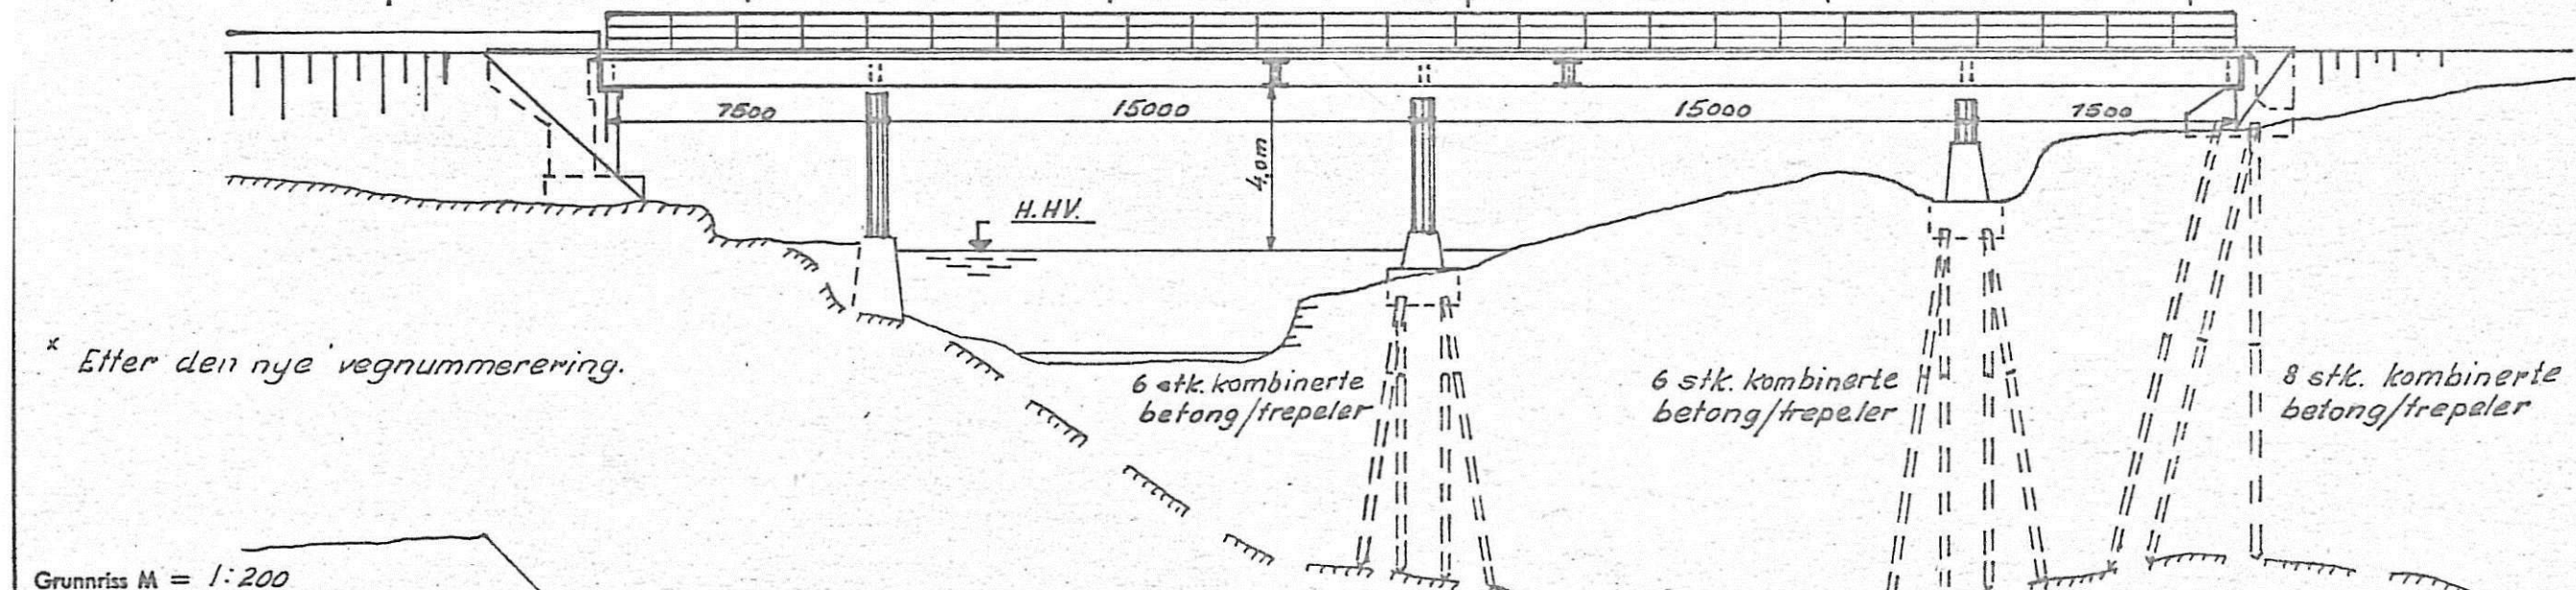 7500
15000
15000
7500
4,0m
H.HV.
x Etter den nye vegnummerering.
6 stk. kombinerte
betong/trepeler
6 stk. kombinerte
betong/trepeler
8 stk. kombinerte
betong/trepeler
Grunnriss M = 1:200